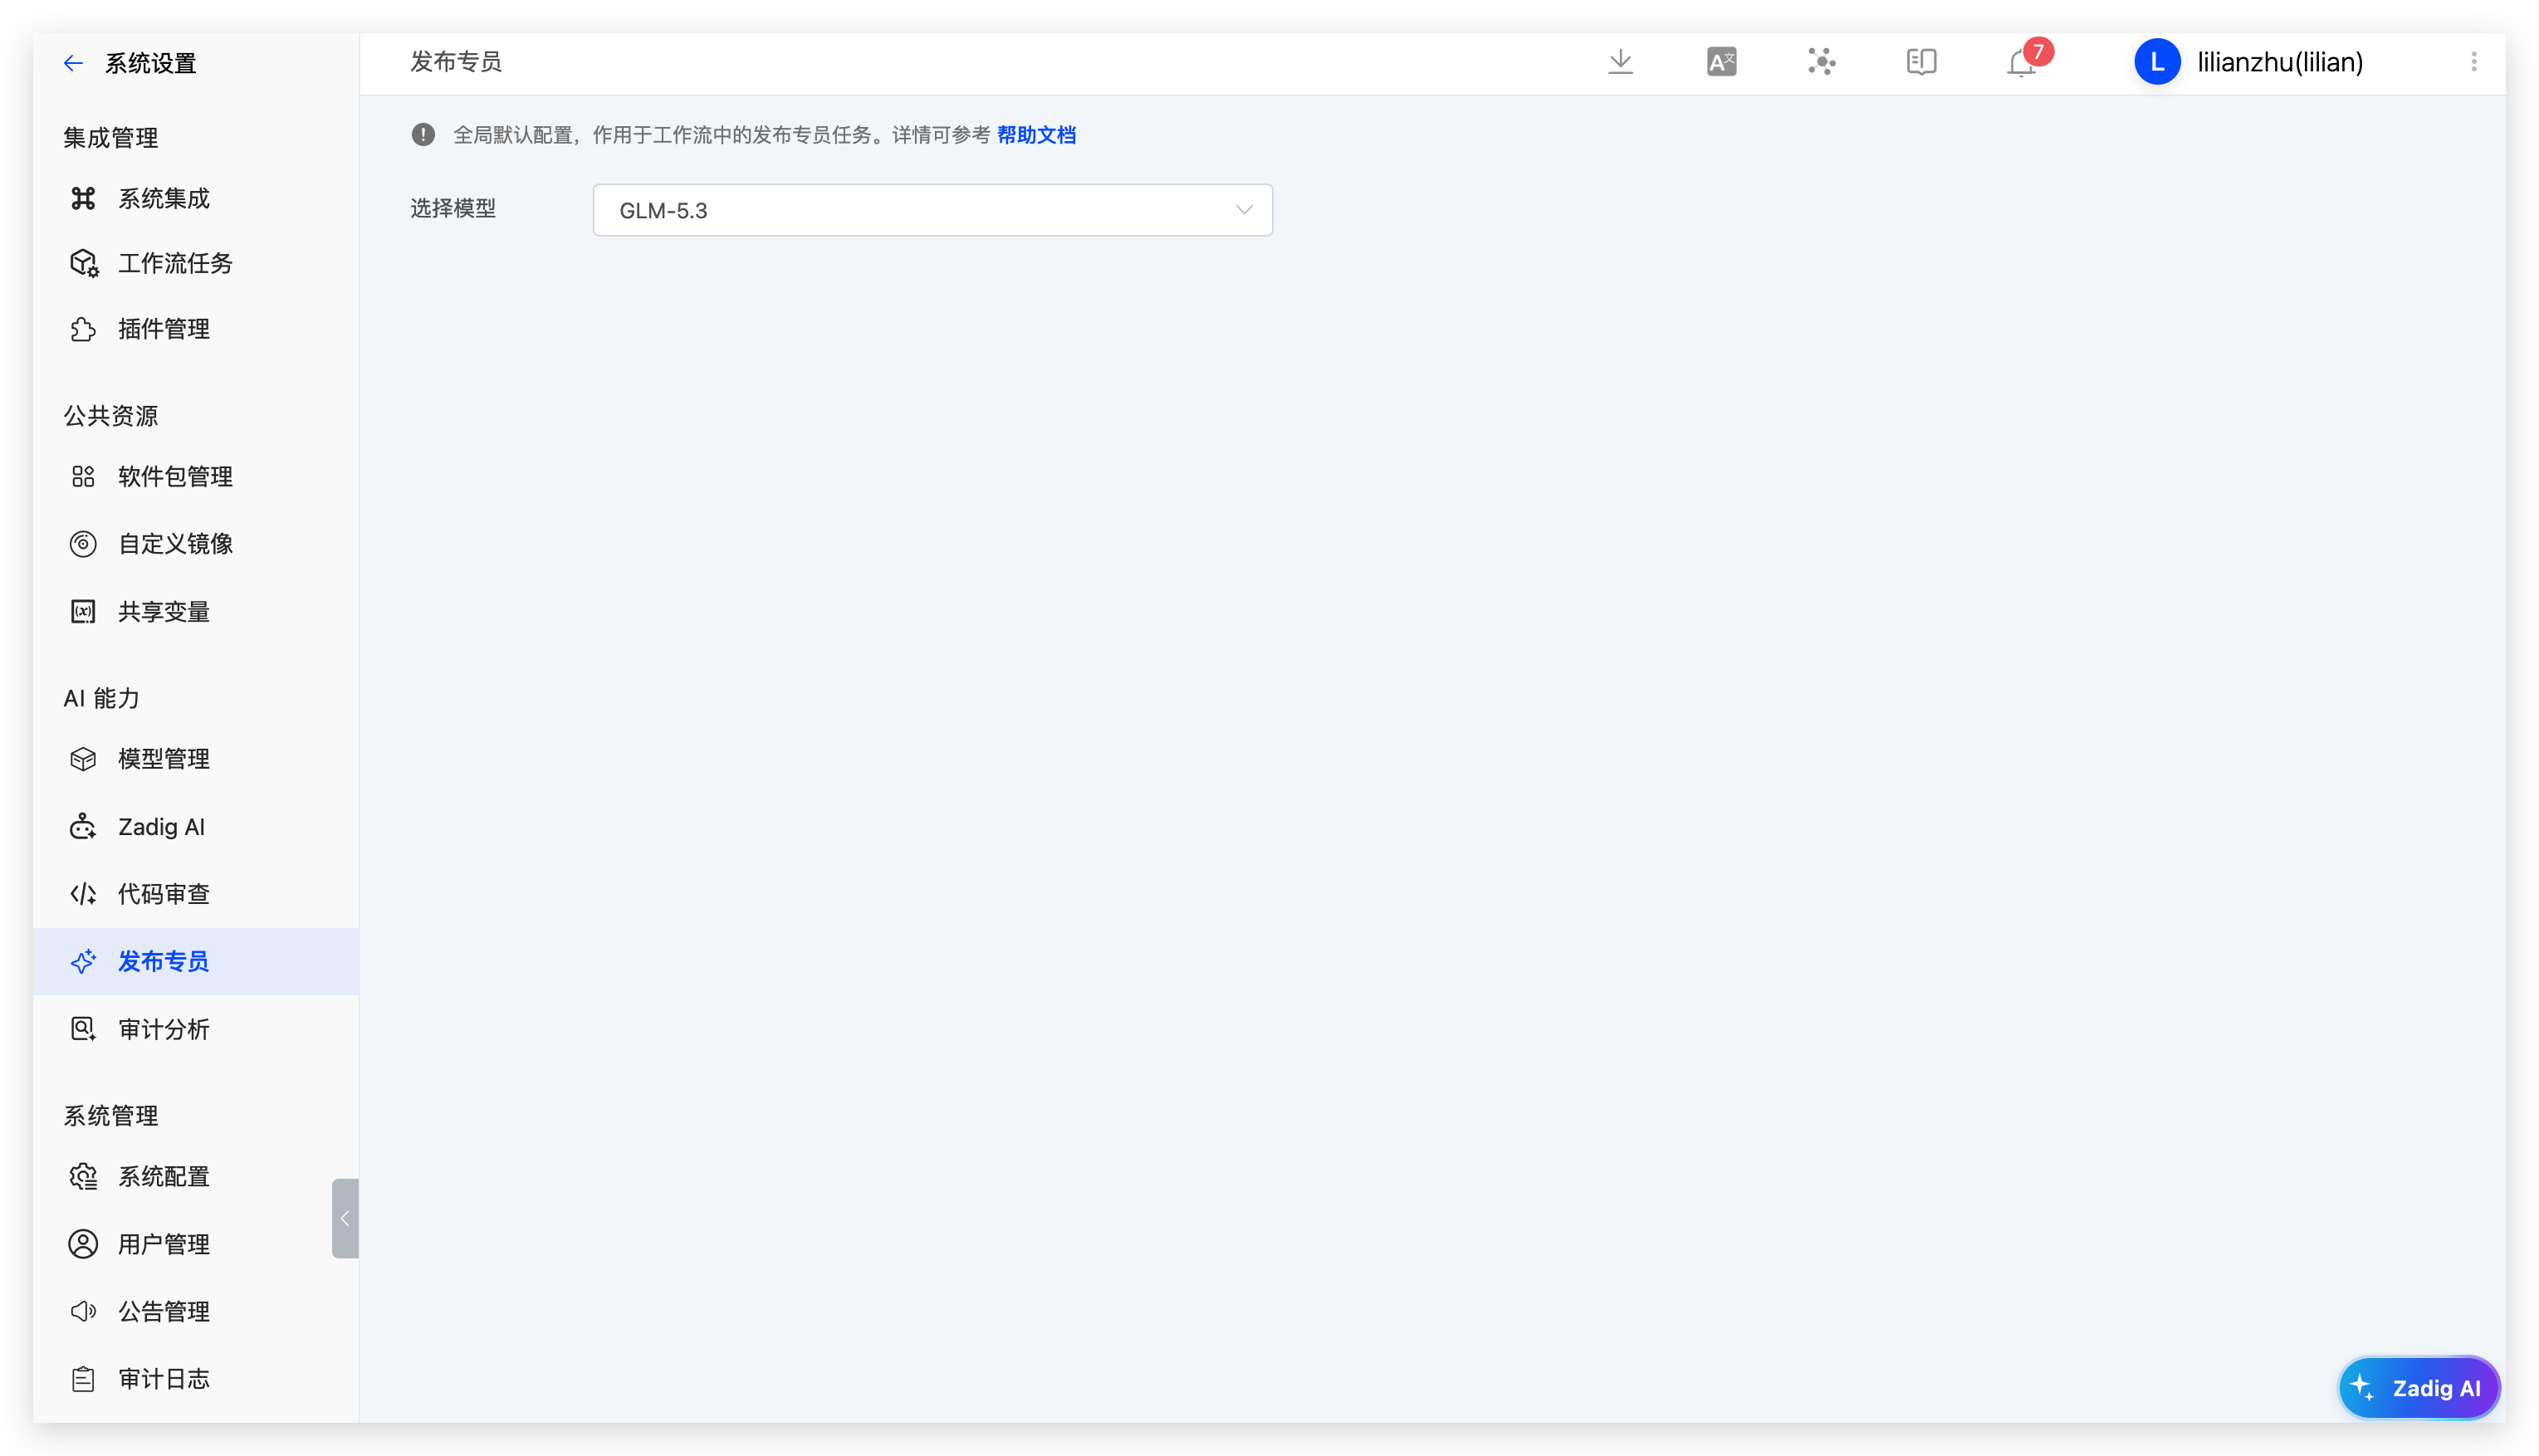 系统设置
集成管理
系统集成
工作流任务
插件管理
公共资源
软件包管理
自定义镜像
共享变量
AI 能力
模型管理
Zadig AI
代码审查
发布专员
审计分析
系统管理
系统配置
用户管理
公告管理
审计日志
发布专员
7
L
lilianzhu(lilian)
全局默认配置，作用于工作流中的发布专员任务。详情可参考 帮助文档
选择模型
GLM-5.3
Zadig AI